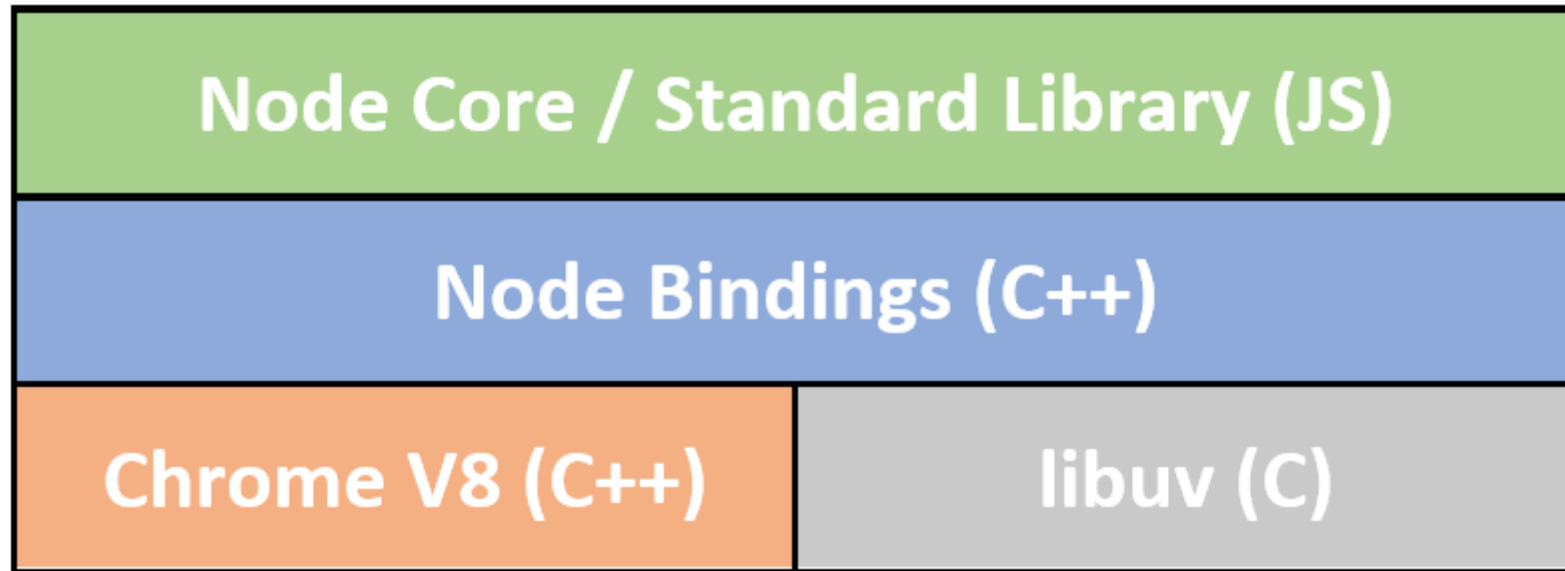 Node Core / Standard Library (JS)
Node Bindings (C++)
Chrome V8 (C++)
libuv (C)